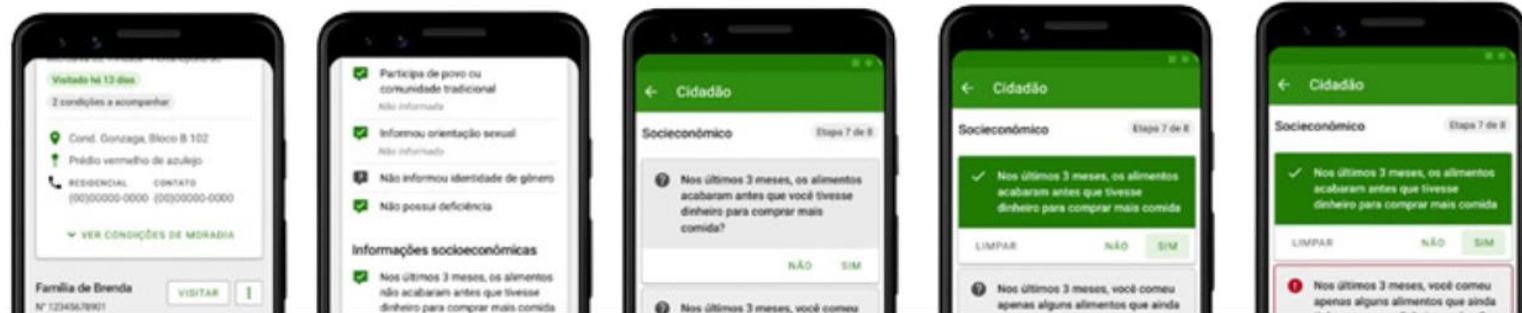 Visitado há 13 dias
2 condições a acompanhar
Cond. Gonzaga, Bloco B 102
Prédio vermelho de azulejo
RESIDENCIAL CONTATO
(00)00000-0000 (00)00000-0000
VER CONDIÇÕES DE MORADIA
Família de Brenda
VISITAR
N° 12345678901
Participa de povo ou
comunidade tradicional
Não informada
Informou orientação sexual
Não informado
Não informou identidade de gênero
Não possui deficiência
Informações socioeconômicas
Nos últimos 3 meses, os alimentos
não acabaram antes que tivesse
dinheiro para comprar mais comida
Cidadão
Socieconômico
Etapa 7 de 8
Nos últimos 3 meses, os alimentos
acabaram antes que você tivesse
dinheiro para comprar mais
comida?
NÃO SIM
Nos últimos 3 meses, você comeu
Cidadão
Socieconômico
Etapa 7 de 8
Nos últimos 3 meses, os alimentos
acabaram antes que tivesse
dinheiro para comprar mais comida
LIMPAR NÃO SIM
Nos últimos 3 meses, você comeu
apenas alguns alimentos que ainda
Cidadão
Socieconômico
Etapa 7 de 8
Nos últimos 3 meses, os alimentos
acabaram antes que tivesse
dinheiro para comprar mais comida
LIMPAR NÃO SIM
Nos últimos 3 meses, você comeu
apenas alguns alimentos que ainda